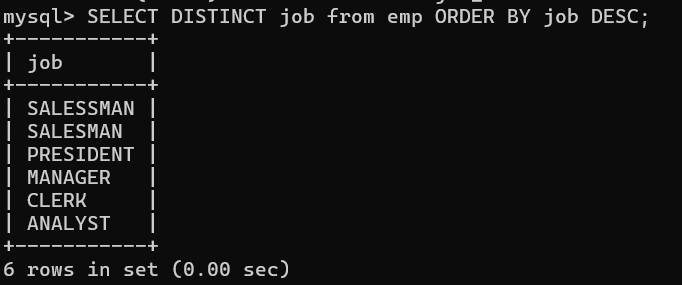 mysql> SELECT DISTINCT job from emp ORDER BY job DESC;
+-----------+
| job       |
+-----------+
| SALESSMAN |
| SALESMAN  |
| PRESIDENT |
| MANAGER   |
| CLERK     |
| ANALYST   |
+-----------+
6 rows in set (0.00 sec)